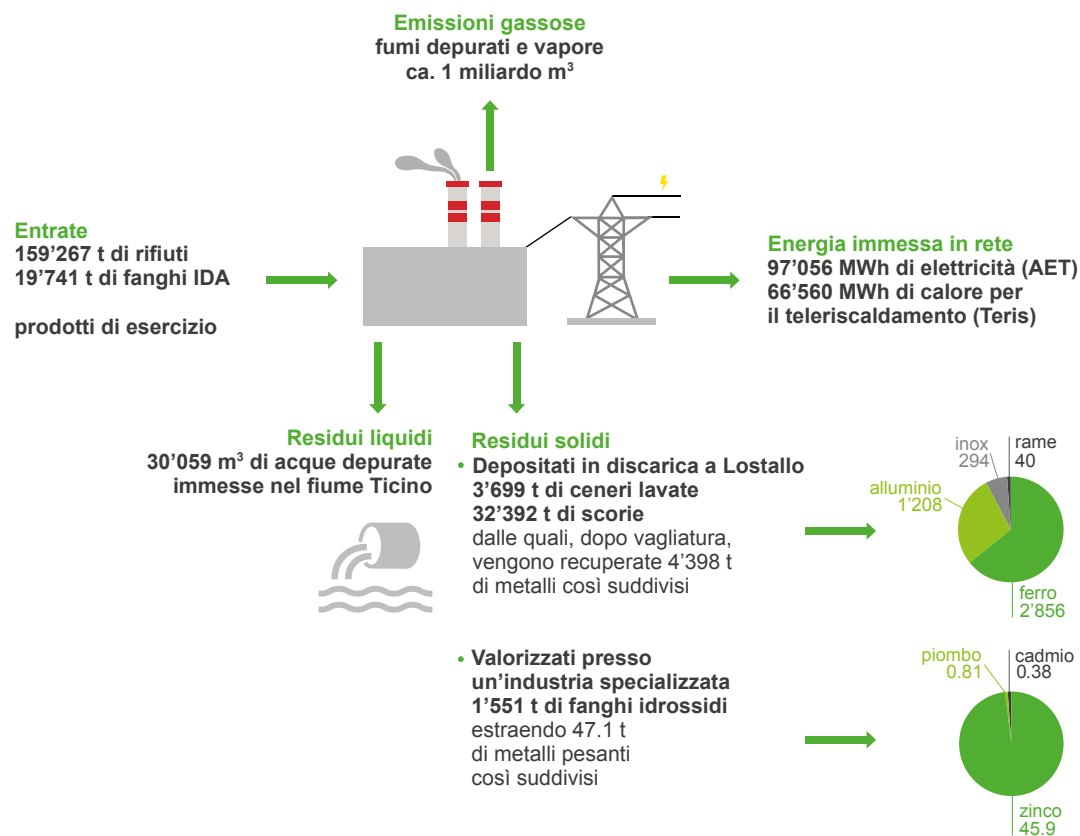 Emissioni gassose
fumi depurati e vapore
ca. 1 miliardo m³
Entrate
159’267 t di rifiuti
19’741 t di fanghi IDA
prodotti di esercizio
Energia immessa in rete
97’056 MWh di elettricità (AET)
66’560 MWh di calore per
il teleriscaldamento (Teris)
Residui liquidi
30’059 m³ di acque depurate
immesse nel fiume Ticino
Residui solidi
• Depositati in discarica a Lostallo
3’699 t di ceneri lavate
32’392 t di scorie
dalle quali, dopo vagliatura,
vengono recuperate 4’398 t
di metalli così suddivisi
inox
294
rame
40
alluminio
1’208
ferro
2’856
• Valorizzati presso
un’industria specializzata
1’551 t di fanghi idrossidi
estraendo 47.1 t
di metalli pesanti
così suddivisi
piombo
0.81
cadmio
0.38
zinco
45.9